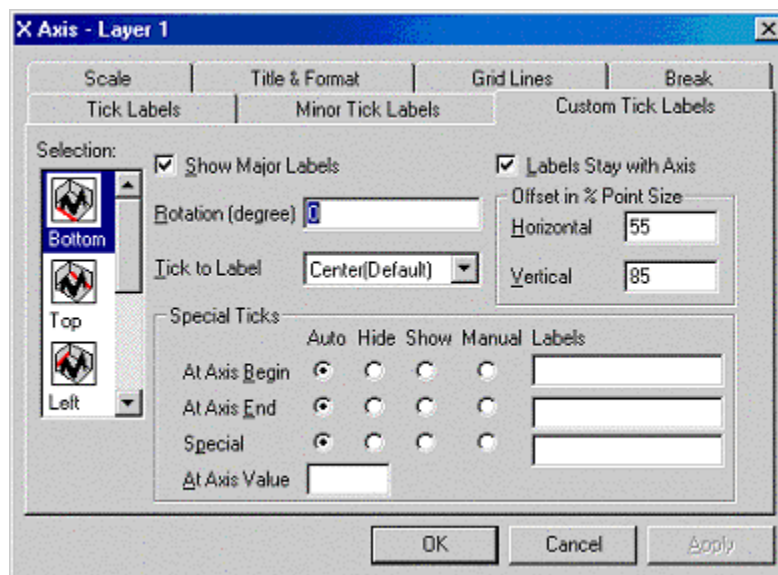 X Axis - Layer 1
Scale Title & Format Grid Lines Break
Tick Labels Minor Tick Labels Custom Tick Labels
Selection:
Show Major Labels Labels Stay with Axis
Offset in % Point Size
Bottom Rotation (degree) 0 Horizontal 55
Tick to Label Center(Default) Vertical 85
Top
Special Ticks
Auto Hide Show Manual Labels
At Axis Begin
Left At Axis End
Special
At Axis Value
OK Cancel Apply